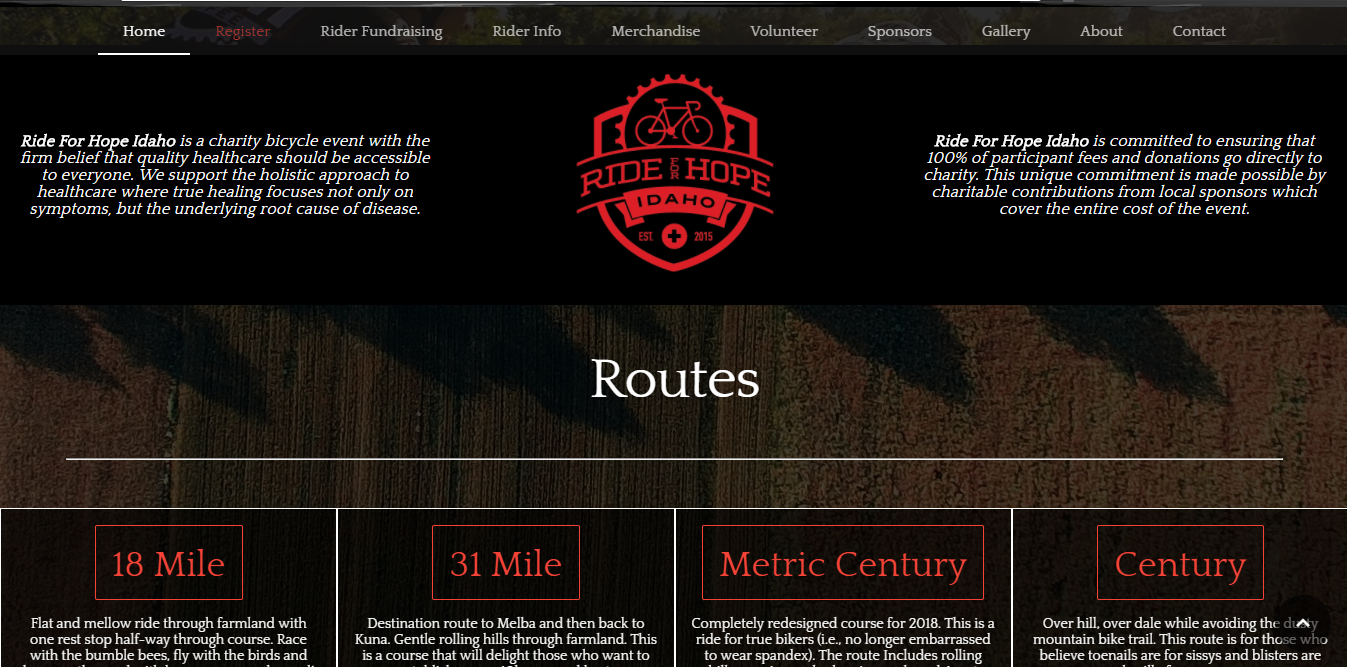 Home Register Rider Fundraising Rider Info Merchandise Volunteer Sponsors Gallery About Contact
Ride For Hope Idaho is a charity bicycle event with the
firm belief that quality healthcare should be accessible
to everyone. We support the holistic approach to
healthcare where true healing focuses not only on
symptoms, but the underlying root cause of disease.
RIDE FOR HOPE
IDAHO
EST. 2015
Ride For Hope Idaho is committed to ensuring that
100% of participant fees and donations go directly to
charity. This unique commitment is made possible by
charitable contributions from local sponsors which
cover the entire cost of the event.
Routes
18 Mile
Flat and mellow ride through farmland with
one rest stop half-way through course. Race
with the bumble bees, fly with the birds and
31 Mile
Destination route to Melba and then back to
Kuna. Gentle rolling hills through farmland. This
is a course that will delight those who want to
Metric Century
Completely redesigned course for 2018. This is a
ride for true bikers (i.e., no longer embarrassed
to wear spandex). The route Includes rolling
Century
Over hill, over dale while avoiding the dusty
mountain bike trail. This route is for those who
believe toenails are for sissys and blisters are